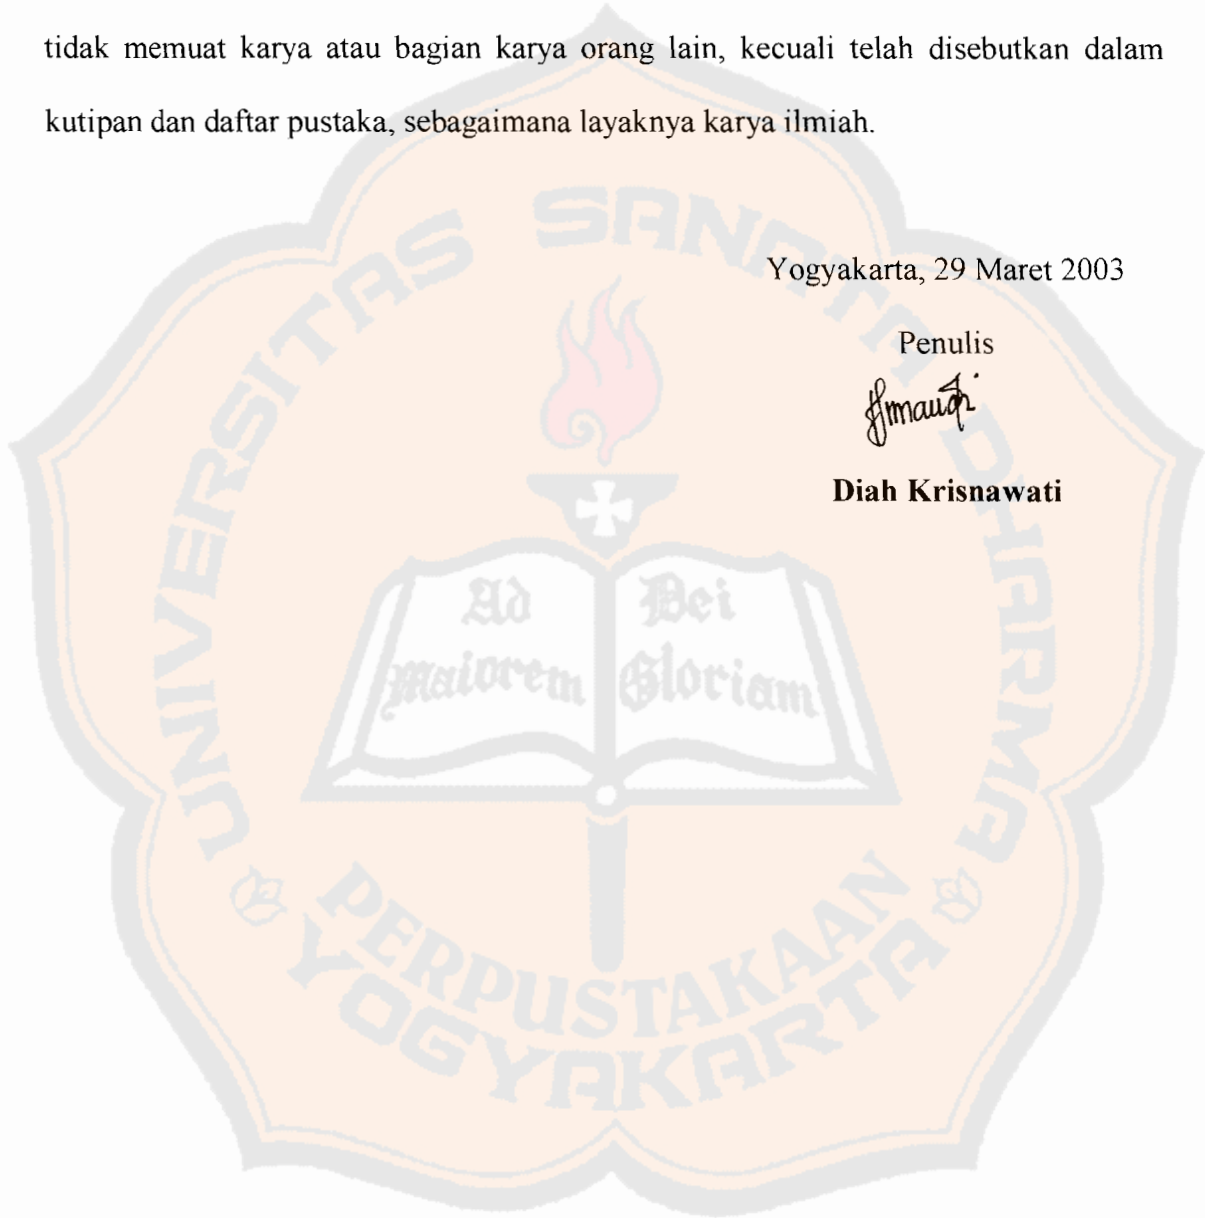 tidak memuat karya atau bagian karya orang lain, kecuali telah disebutkan dalam
kutipan dan daftar pustaka, sebagaimana layaknya karya ilmiah.
Yogyakarta, 29 Maret 2003
Penulis
Diah Krisnawati
UNIVERSITAS SANATA DHARMA
Ad Dei
maiorem Gloriam
PERPUSTAKAAN
YOGYAKARTA